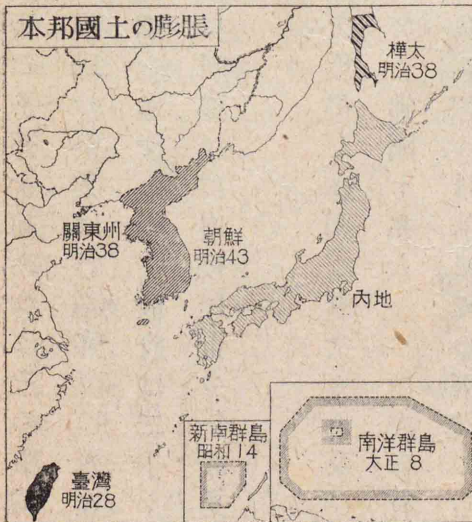 本邦國土の膨脹
樺太
明治38
關東州
明治38
朝鮮
明治43
內地
新南群島
昭和14
南洋群島
大正8
臺灣
明治28